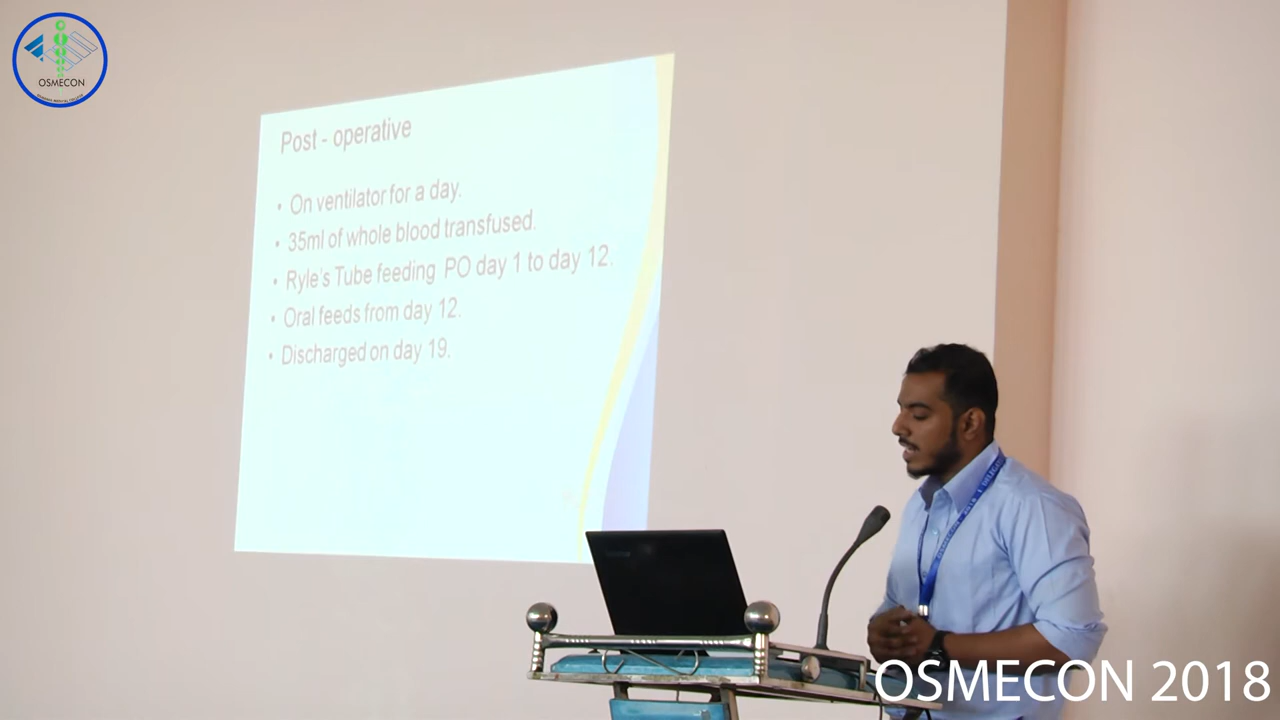 OSMECON
Post - operative
• On ventilator for a day.
• 35ml of whole blood transfused.
• Ryle's Tube feeding PO day 1 to day 12.
• Oral feeds from day 12.
• Discharged on day 19.
OSMECON 2018